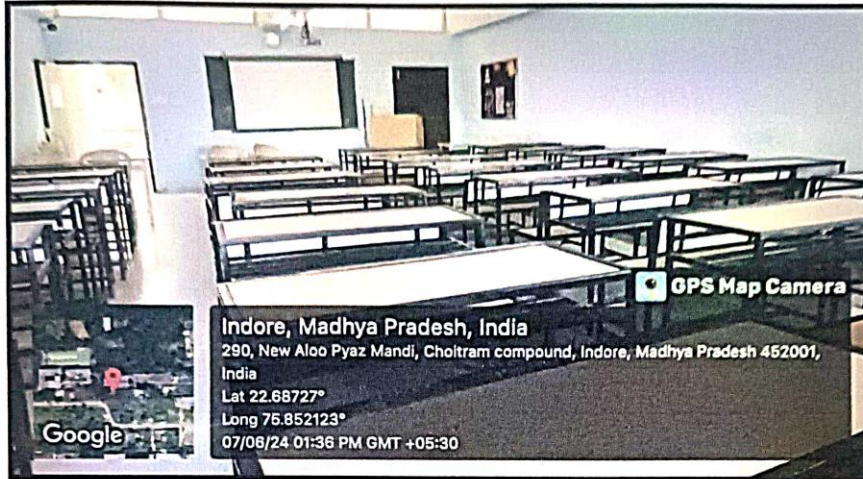 GPS Map Camera
Indore, Madhya Pradesh, India
290, New Aloo Pyaz Mandi, Choitram compound, Indore, Madhya Pradesh 452001,
India
Lat 22.68727°
Long 75.852123°
07/06/24 01:36 PM GMT +05:30
Google